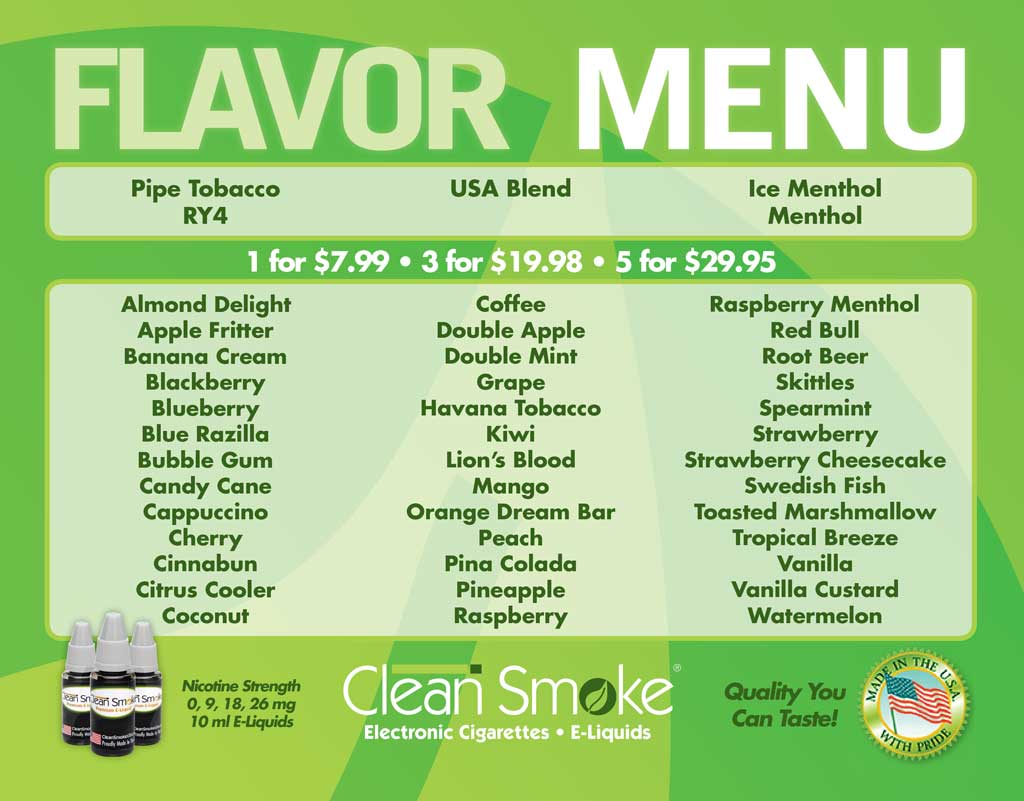 FLAVOR MENU
Pipe Tobacco
RY4
USA Blend
Ice Menthol
Menthol
1 for $7.99 • 3 for $19.98 • 5 for $29.95
Almond Delight
Apple Fritter
Banana Cream
Blackberry
Blueberry
Blue Razilla
Bubble Gum
Candy Cane
Cappuccino
Cherry
Cinnabun
Citrus Cooler
Coconut
Coffee
Double Apple
Double Mint
Grape
Havana Tobacco
Kiwi
Lion's Blood
Mango
Orange Dream Bar
Peach
Pina Colada
Pineapple
Raspberry
Raspberry Menthol
Red Bull
Root Beer
Skittles
Spearmint
Strawberry
Strawberry Cheesecake
Swedish Fish
Toasted Marshmallow
Tropical Breeze
Vanilla
Vanilla Custard
Watermelon
Clean Smoke
Premium E-Liquid
Nicotine Strength
0, 9, 18, 26 mg
10 ml E-Liquids
Clean Smoke®
Electronic Cigarettes • E-Liquids
Quality You
Can Taste!
MADE IN THE U.S.A.
WITH PRIDE